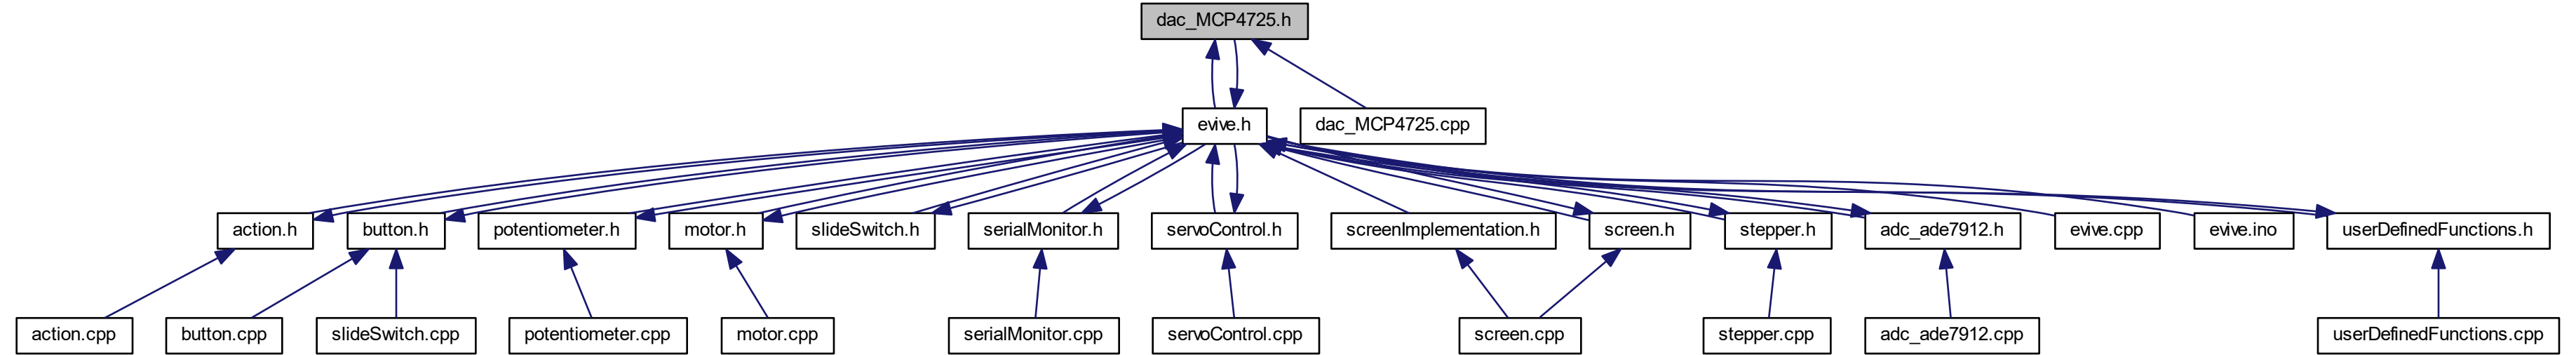 dac_MCP4725.h
evive.h
dac_MCP4725.cpp
action.h
button.h
potentiometer.h
motor.h
slideSwitch.h
serialMonitor.h
servoControl.h
screenImplementation.h
screen.h
stepper.h
adc_ade7912.h
evive.cpp
evive.ino
userDefinedFunctions.h
action.cpp
button.cpp
slideSwitch.cpp
potentiometer.cpp
motor.cpp
serialMonitor.cpp
servoControl.cpp
screen.cpp
stepper.cpp
adc_ade7912.cpp
userDefinedFunctions.cpp